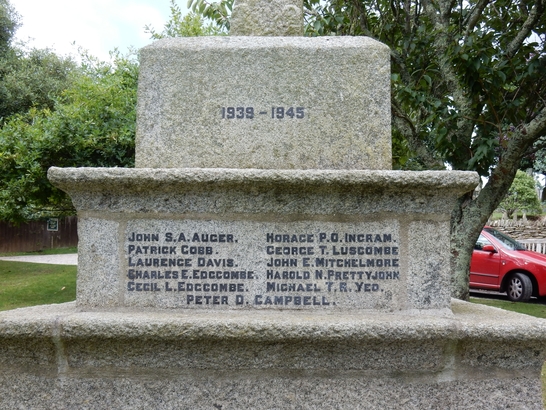 1939 - 1945
JOHN S.A. AUGER.
PATRICK COBB.
LAURENCE DAVIS.
CHARLES E. EDGCOMBE.
CECIL L. EDGCOMBE.
HORACE P.O. INGRAM.
GEORGE T. LUSCOMBE
JOHN E. MITCHELMORE
HAROLD N. PRETTYJOHN
MICHAEL T.R. YEO.
PETER D. CAMPBELL.